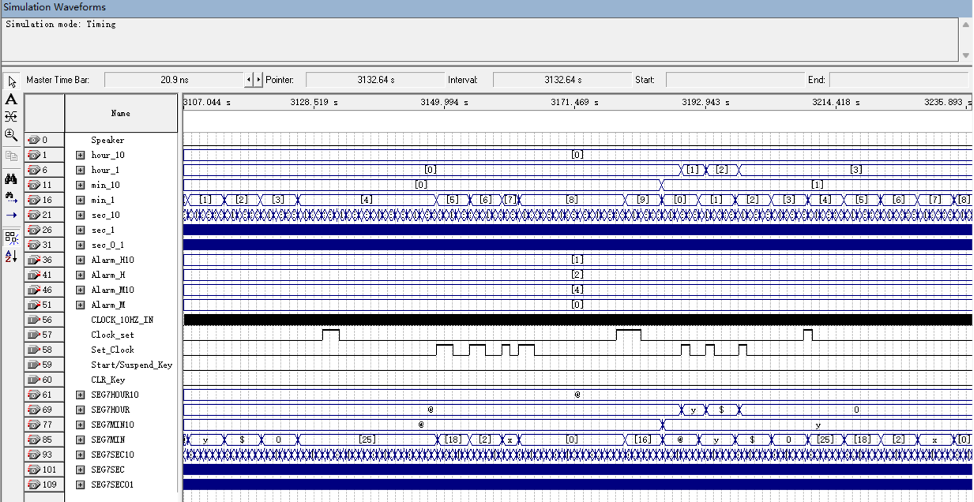 Simulation Waveforms
Simulation mode: Timing
Master Time Bar: 20.9 ns Pointer: 3132.64 s Interval: 3132.64 s Start: End:
Name 3107.044 s 3128.519 s 3149.994 s 3171.469 s 3192.943 s 3214.418 s 3235.893 s
0 Speaker
1 hour_10 [0]
6 hour_1 [0] [1] [2] [3]
11 min_10 [0] [1]
16 min_1 [1] [2] [3] [4] [5] [6] [7] [8] [9] [0] [1] [2] [3] [4] [5] [6] [7] [8]
21 sec_10
26 sec_1
31 sec_0_1
36 Alarm_H10 [1]
41 Alarm_H [2]
46 Alarm_M10 [4]
51 Alarm_M [0]
56 CLOCK_10HZ_IN
57 Clock_set
58 Set_Clock
59 Start/Suspend_Key
60 CLR_Key
61 SEG7HOUR10 @
69 SEG7HOUR @ y $ 0
77 SEG7MIN10 @ y
85 SEG7MIN y $ 0 [25] [18] [2] x [0] [16] @ y $ 0 [25] [18] [2] x [0]
93 SEG7SEC10
101 SEG7SEC
109 SEG7SEC01